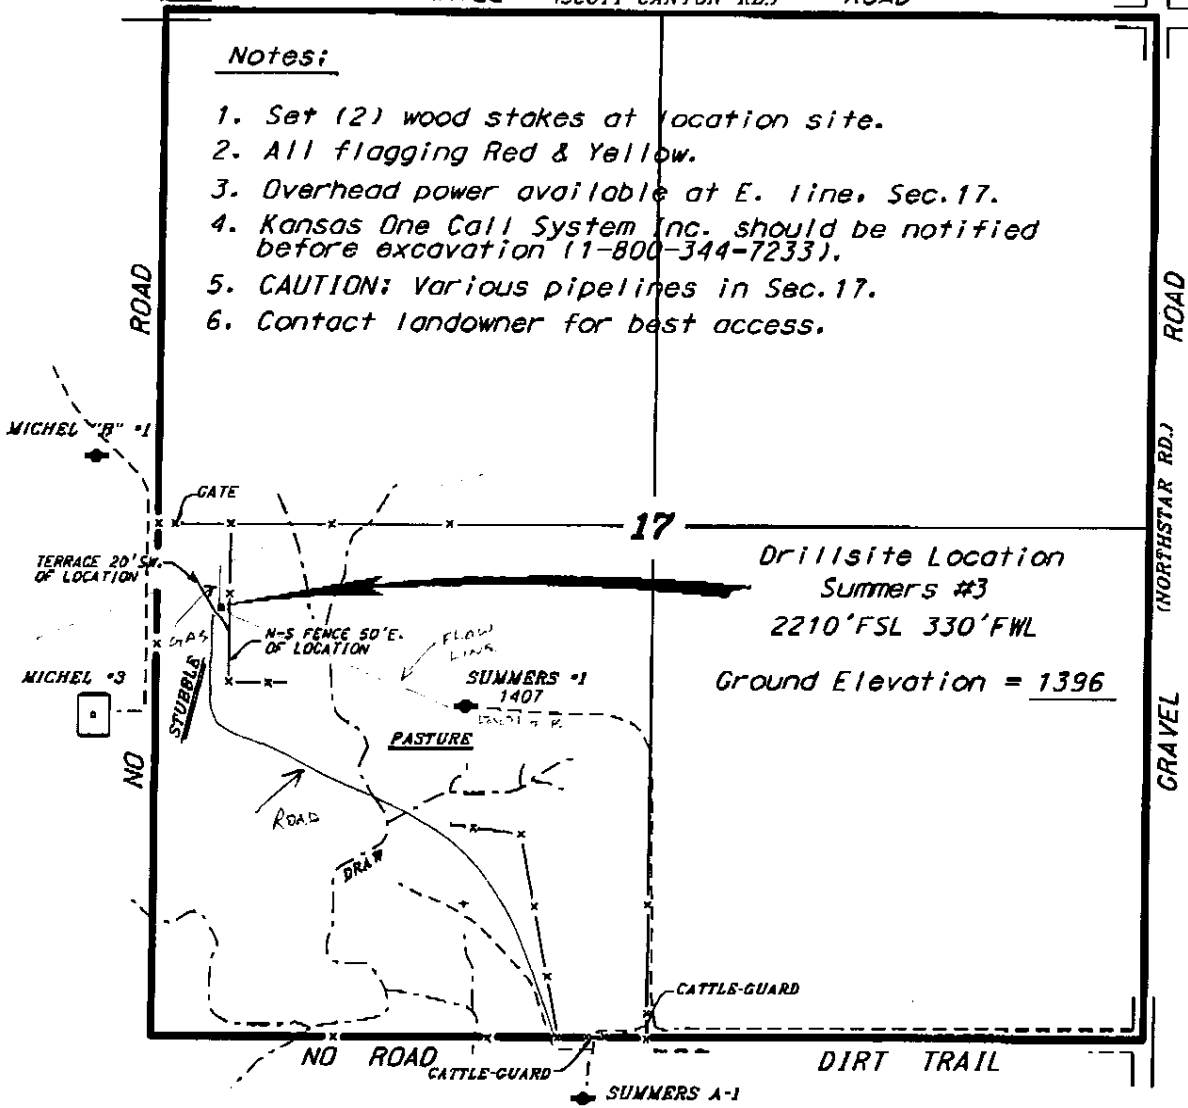 (SCOTT CANYON RD.) ROAD
Notes:
1. Set (2) wood stakes at location site.
2. All flagging Red & Yellow.
3. Overhead power available at E. line, Sec.17.
4. Kansas One Call System Inc. should be notified
before excavation (1-800-344-7233).
5. CAUTION: Various pipelines in Sec.17.
6. Contact landowner for best access.
ROAD
ROAD
MICHEL "B" #1
(NORTHSTAR RD.)
GATE
17
TERRACE 20'SW.
OF LOCATION
Drillsite Location
Summers #3
2210'FSL 330'FWL
Ground Elevation = 1396
GAS
N-S FENCE 50'E.
OF LOCATION
FLOW
LINE
MICHEL #3
STUBBLE
SUMMERS #1
1407
PASTURE
NO
GRAVEL
ROAD
DRAW
CATTLE-GUARD
NO ROAD
CATTLE-GUARD
DIRT TRAIL
SUMMERS A-1